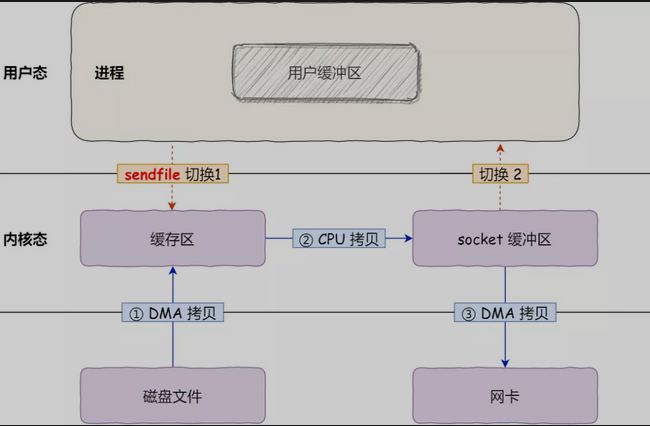 用户态
进程
用户缓冲区
sendfile 切换1
切换 2
内核态
缓存区
② CPU 拷贝
socket 缓冲区
① DMA 拷贝
③ DMA 拷贝
磁盘文件
网卡